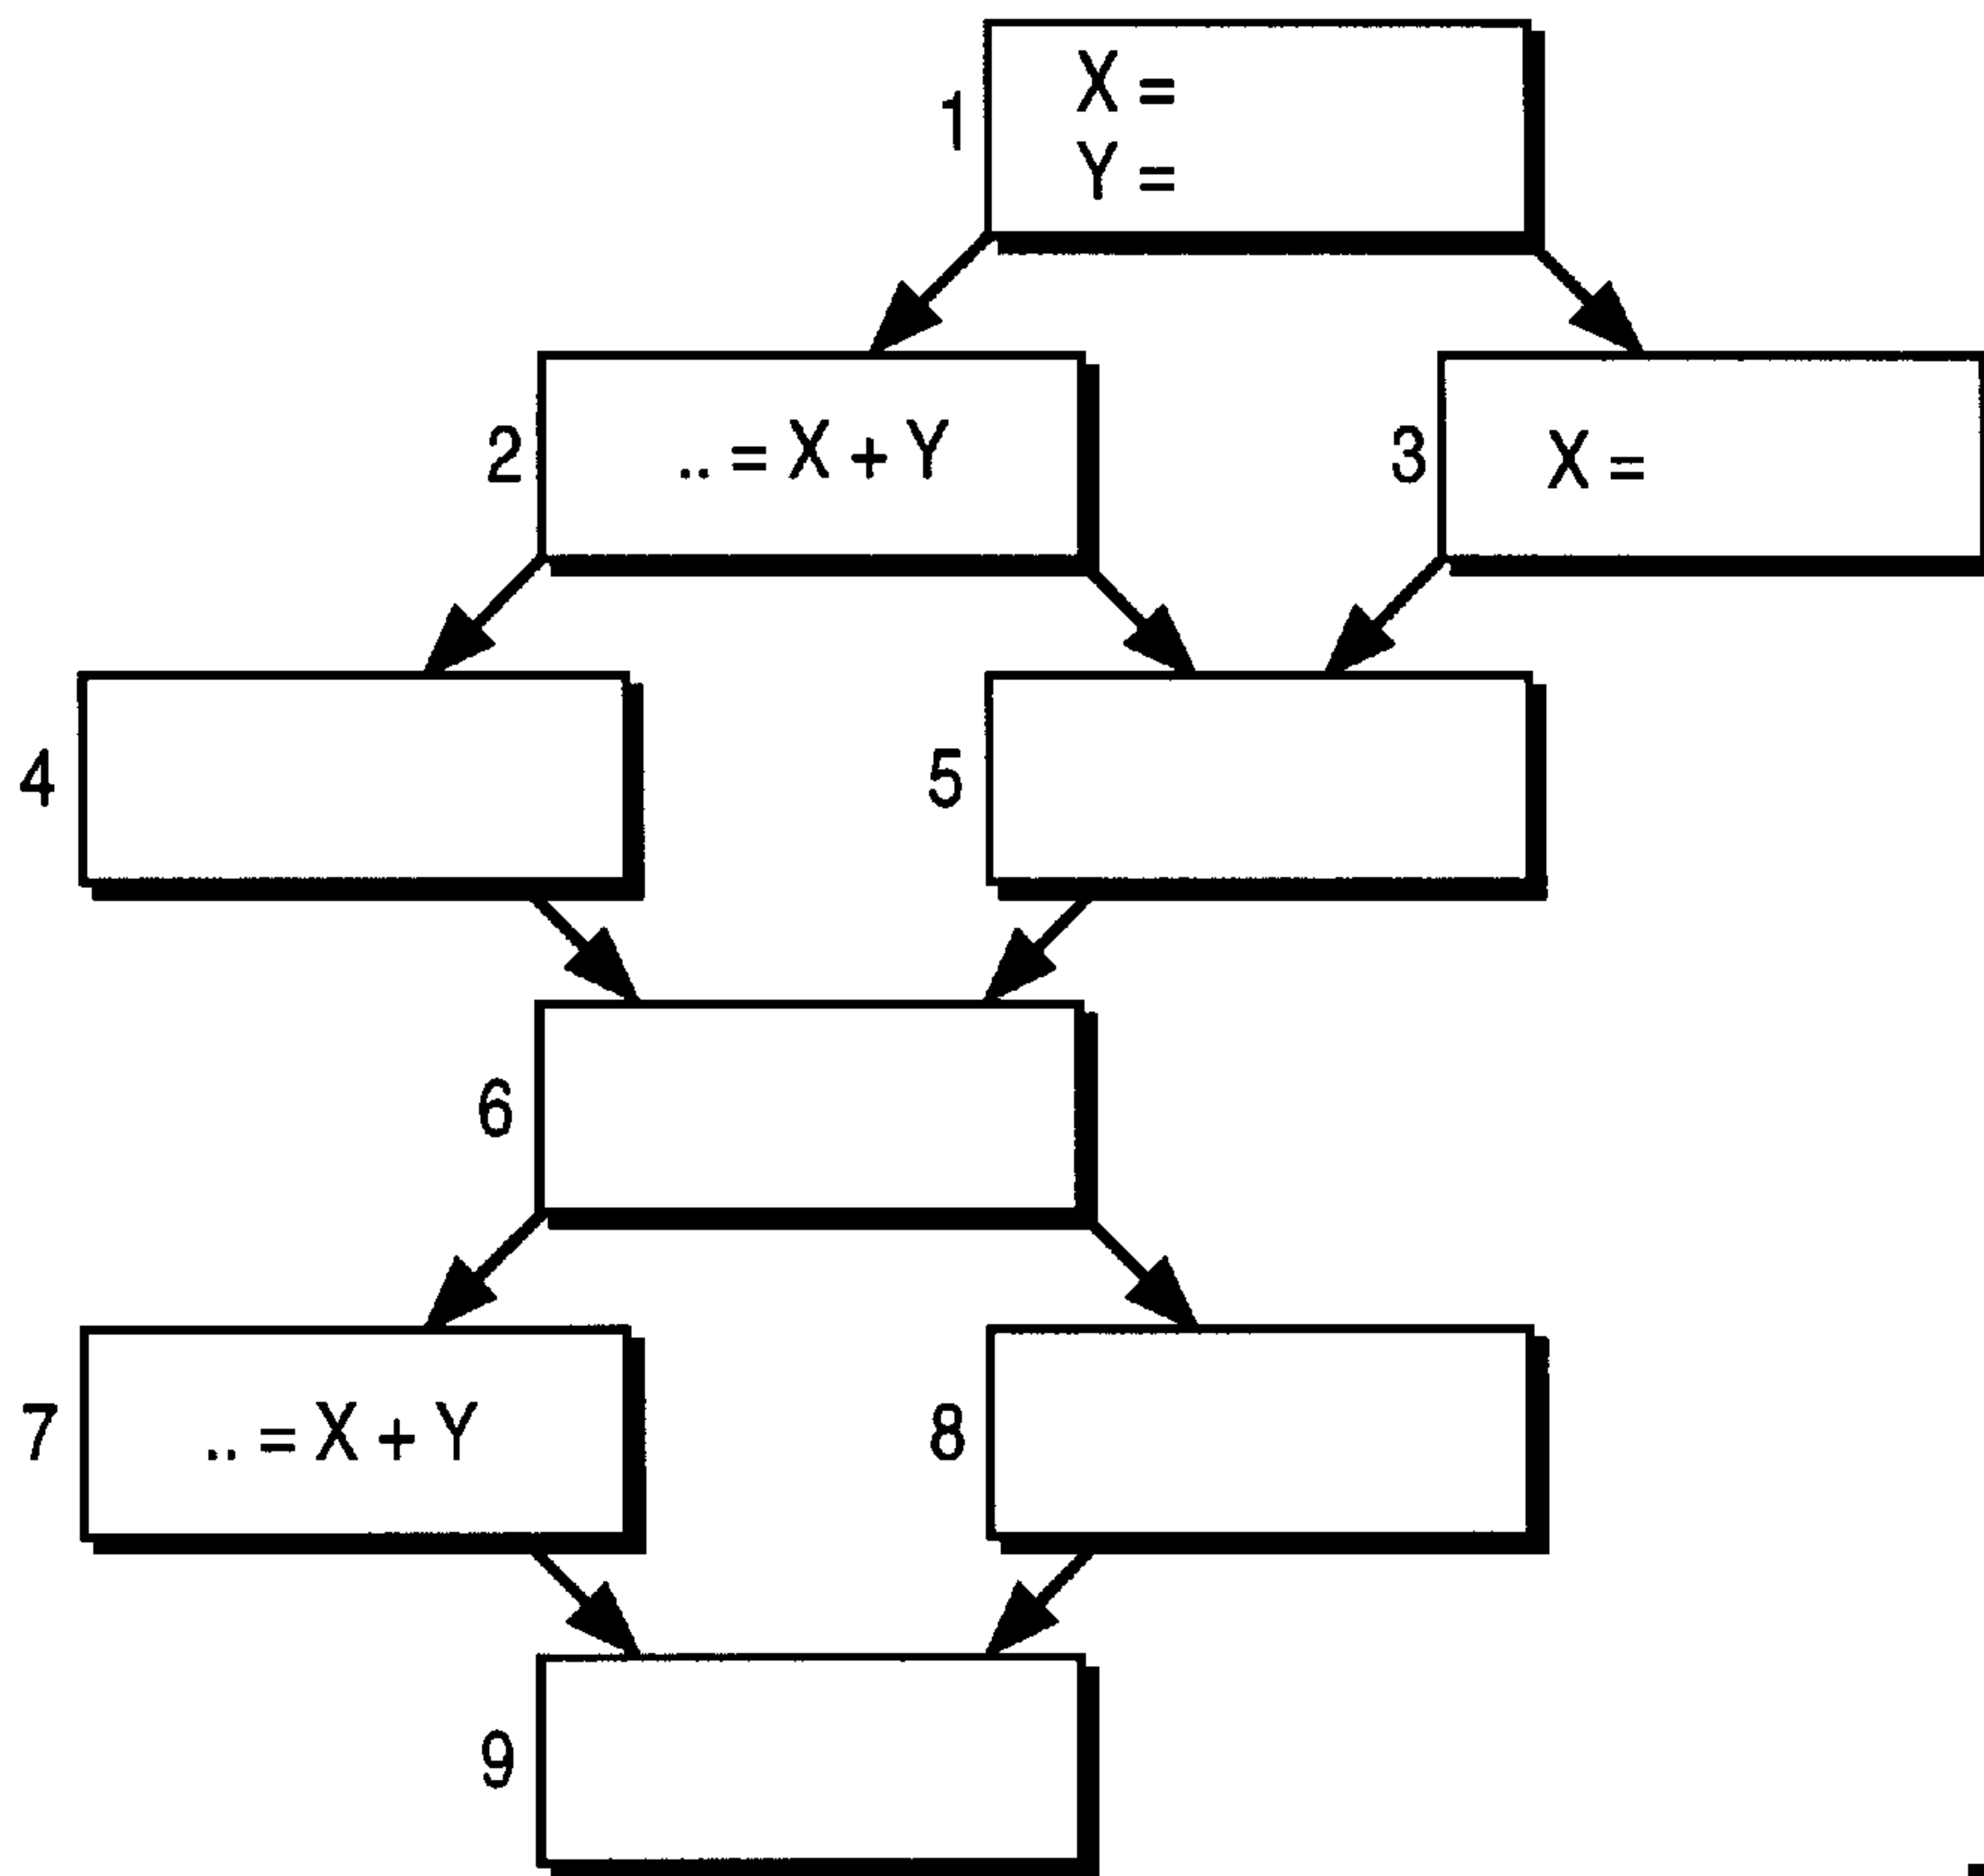 1
X =
Y =
2
.. = X + Y
3
X =
4
5
6
7
.. = X + Y
8
9